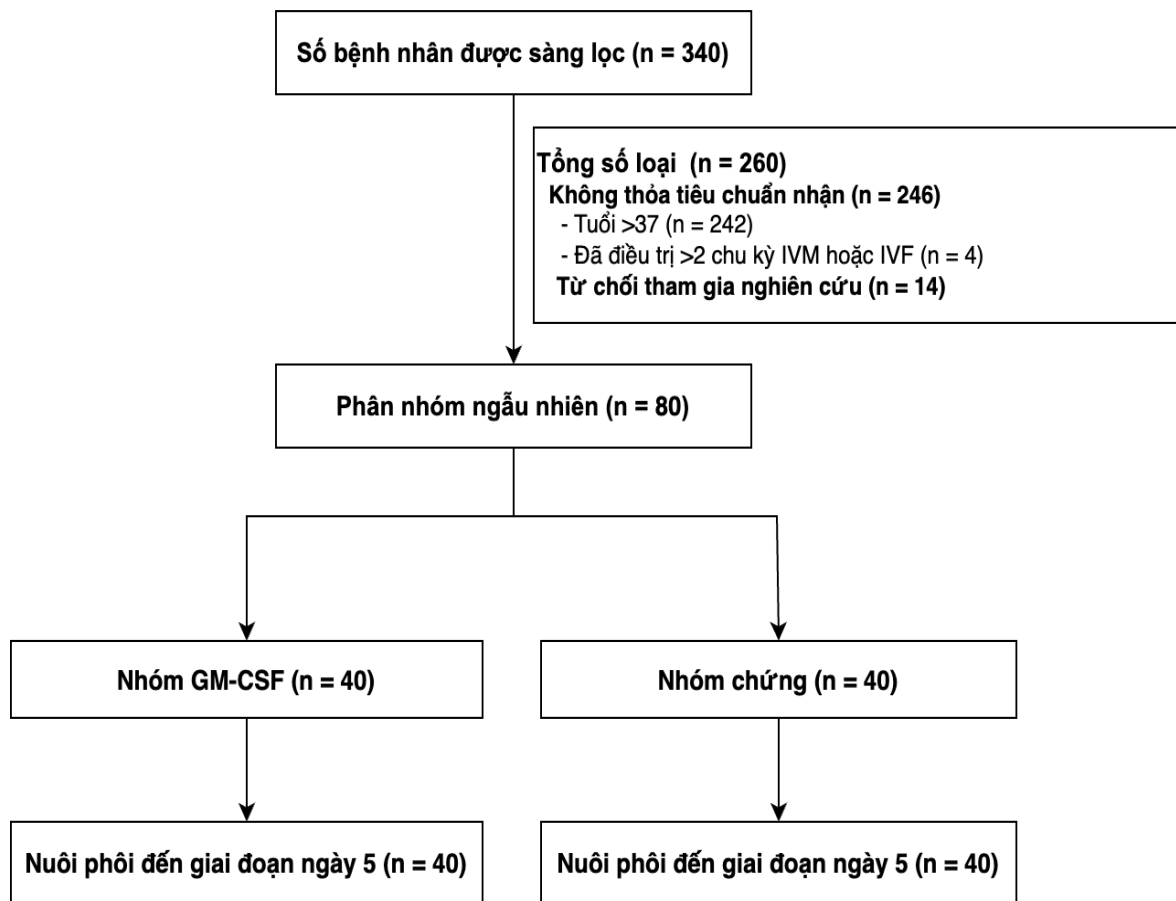 Số bệnh nhân được sàng lọc (n = 340)
Tổng số loại (n = 260)
Không thỏa tiêu chuẩn nhận (n = 246)
- Tuổi >37 (n = 242)
- Đã điều trị >2 chu kỳ IVM hoặc IVF (n = 4)
Từ chối tham gia nghiên cứu (n = 14)
Phân nhóm ngẫu nhiên (n = 80)
Nhóm GM-CSF (n = 40)
Nhóm chứng (n = 40)
Nuôi phôi đến giai đoạn ngày 5 (n = 40)
Nuôi phôi đến giai đoạn ngày 5 (n = 40)